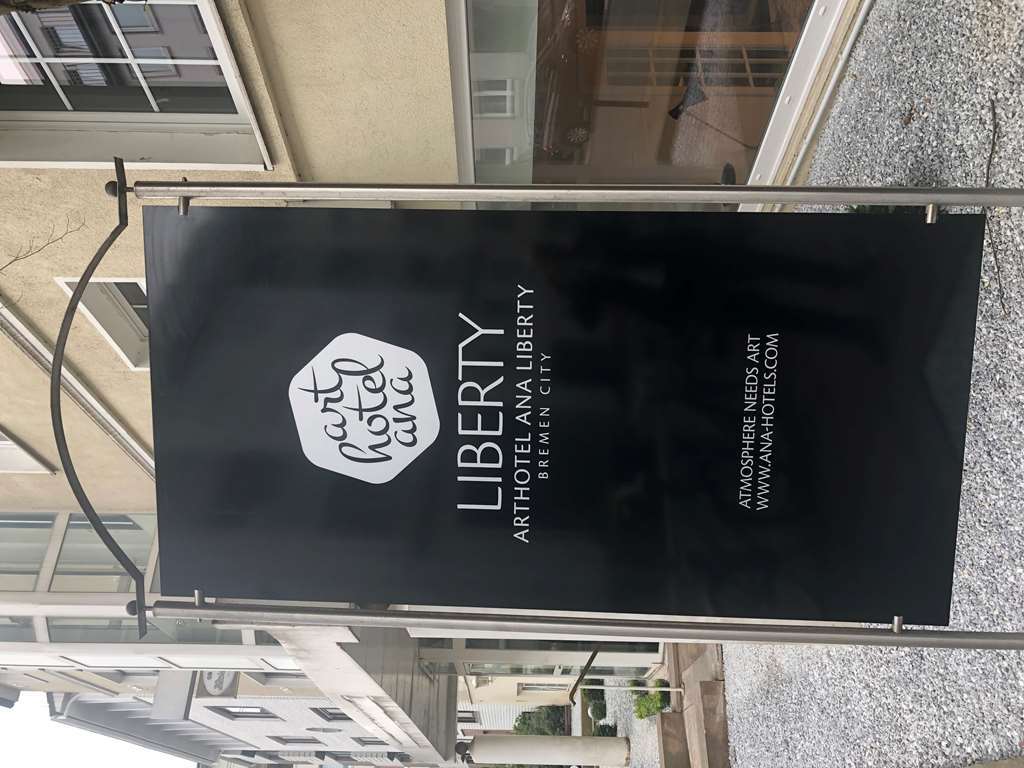 art
hotel
ana
LIBERTY
ARTHOTEL ANA LIBERTY
BREMEN CITY
ATMOSPHERE NEEDS ART
WWW.ANA-HOTELS.COM